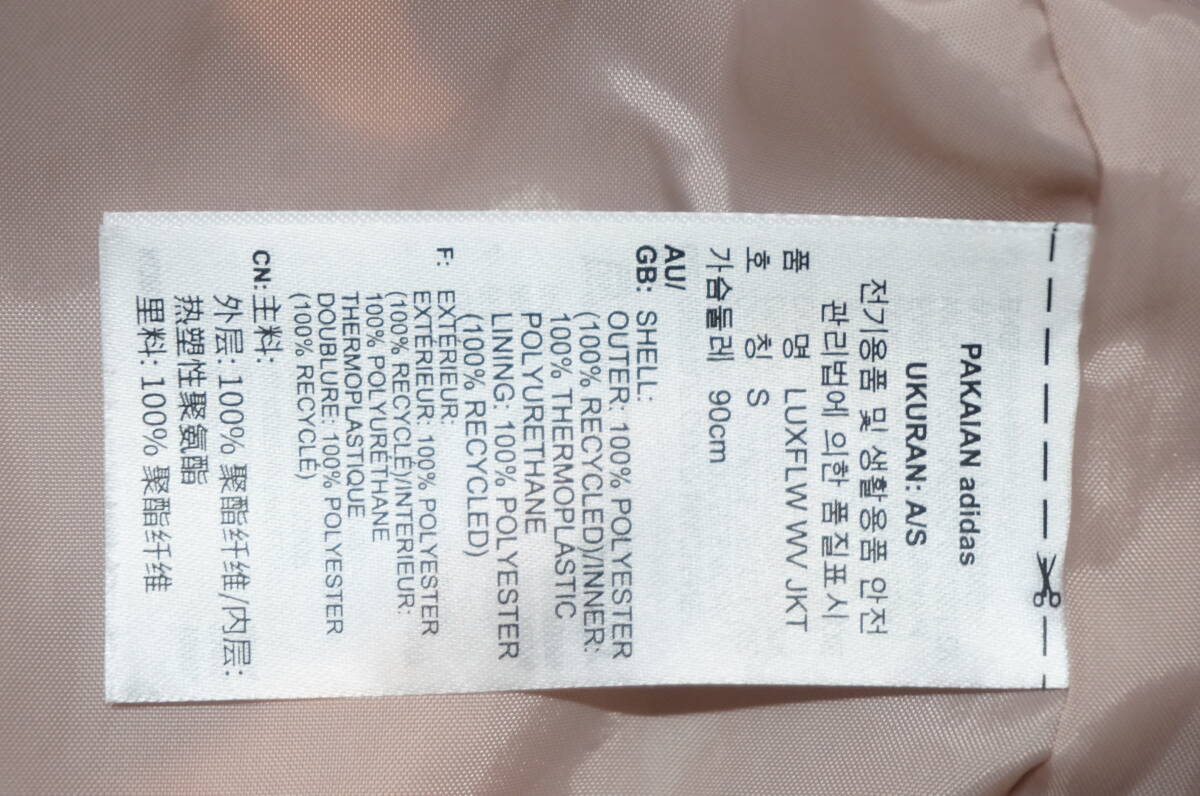 PAKAIAN adidas
UKURAN: A/S
전기용품 및 생활용품 안전
관리법에 의한 품질표시
품 명 LUXFLW WV JKT
호 칭 S
가슴둘레 90cm
AU/
GB: SHELL:
OUTER: 100% POLYESTER
(100% RECYCLED)/INNER:
100% THERMOPLASTIC
POLYURETHANE
LINING: 100% POLYESTER
(100% RECYCLED)
F: EXTÉRIEUR:
EXTÉRIEUR: 100% POLYESTER
(100% RECYCLÉ)/INTERIEUR:
100% POLYURETHANE
THERMOPLASTIQUE
DOUBLURE: 100% POLYESTER
(100% RECYCLÉ)
CN: 主料:
外层: 100% 聚酯纤维/内层:
热塑性聚氨酯
里料: 100% 聚酯纤维